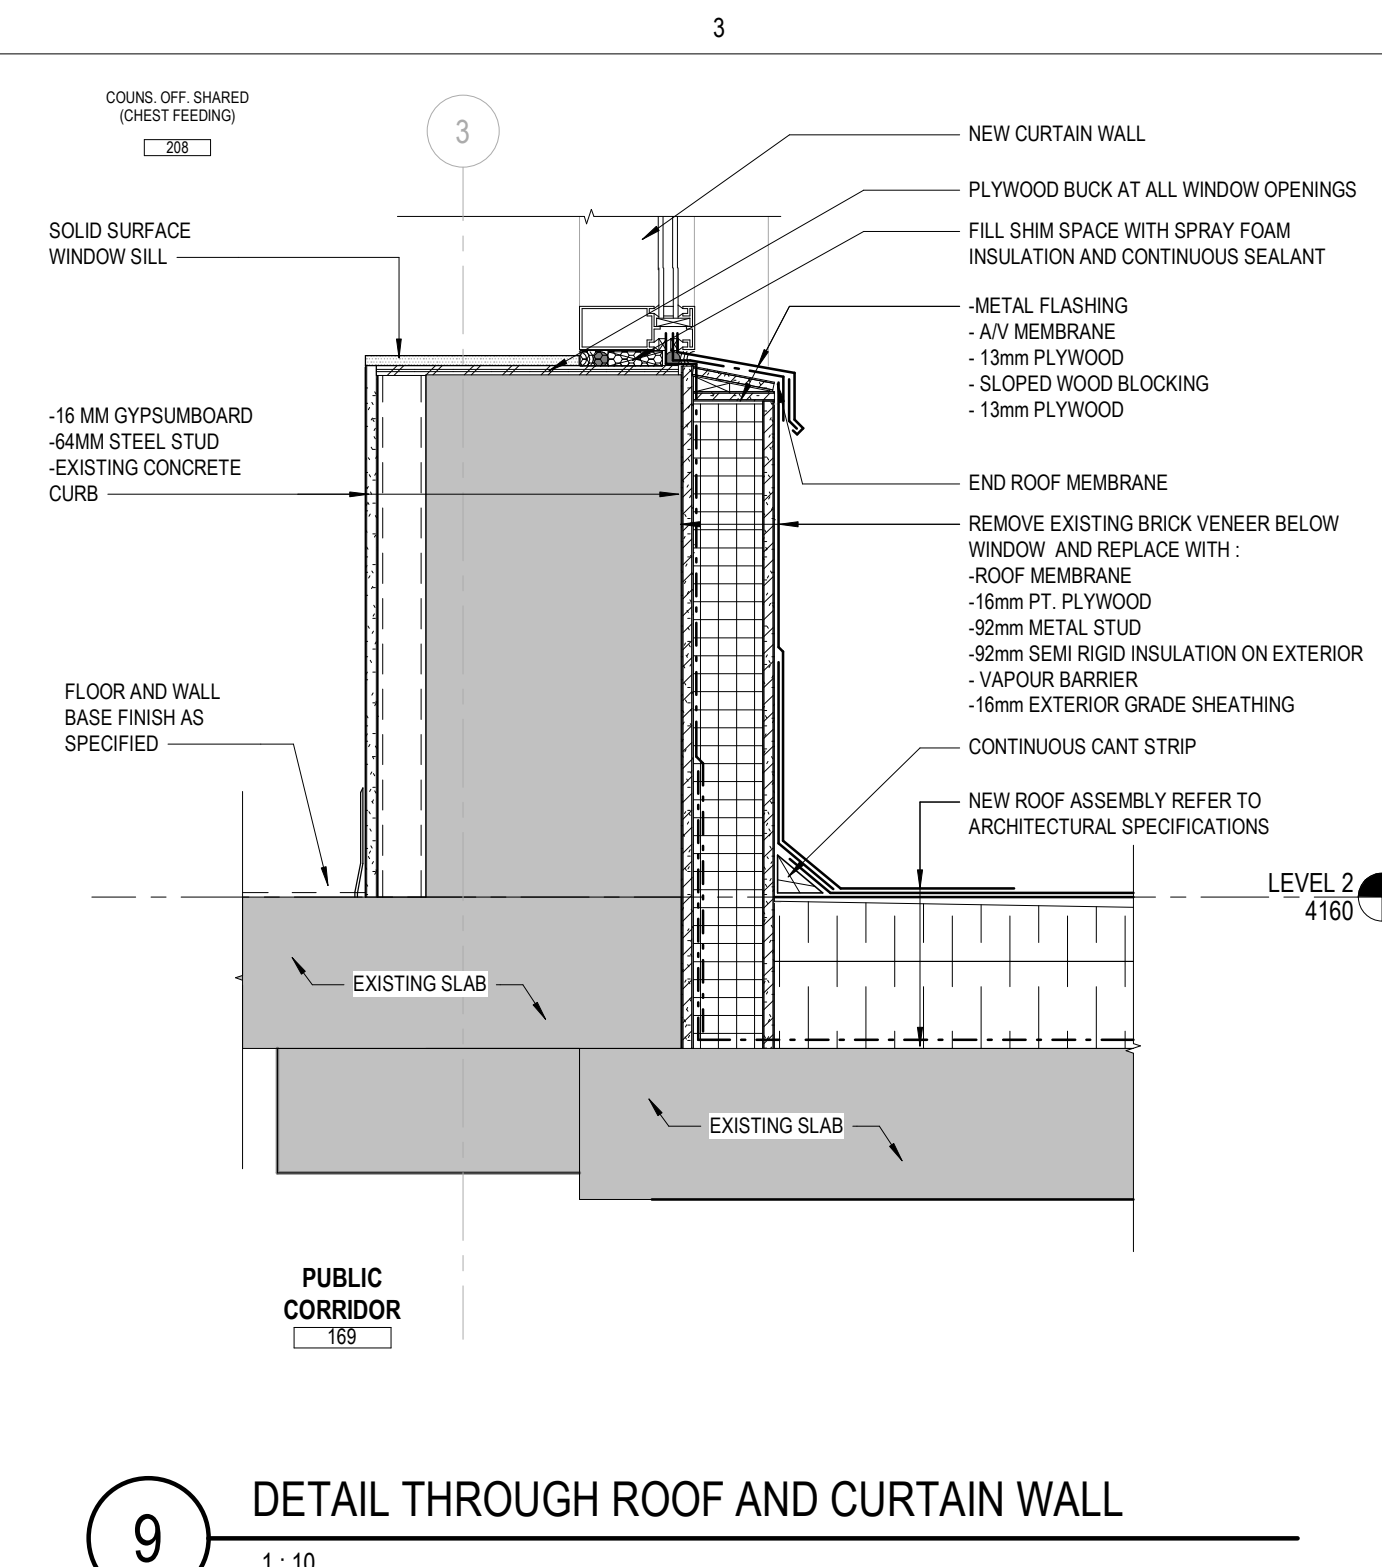 3
COUNS. OFF. SHARED
(CHEST FEEDING)
208
3
SOLID SURFACE
WINDOW SILL
-16 MM GYPSUMBOARD
-64MM STEEL STUD
-EXISTING CONCRETE
CURB
FLOOR AND WALL
BASE FINISH AS
SPECIFIED
NEW CURTAIN WALL
PLYWOOD BUCK AT ALL WINDOW OPENINGS
FILL SHIM SPACE WITH SPRAY FOAM
INSULATION AND CONTINUOUS SEALANT
-METAL FLASHING
- A/V MEMBRANE
- 13mm PLYWOOD
- SLOPED WOOD BLOCKING
- 13mm PLYWOOD
END ROOF MEMBRANE
REMOVE EXISTING BRICK VENEER BELOW
WINDOW AND REPLACE WITH :
-ROOF MEMBRANE
-16mm PT. PLYWOOD
-92mm METAL STUD
-92mm SEMI RIGID INSULATION ON EXTERIOR
- VAPOUR BARRIER
-16mm EXTERIOR GRADE SHEATHING
CONTINUOUS CANT STRIP
NEW ROOF ASSEMBLY REFER TO
ARCHITECTURAL SPECIFICATIONS
LEVEL 2
4160
EXISTING SLAB
EXISTING SLAB
PUBLIC
CORRIDOR
169
9
DETAIL THROUGH ROOF AND CURTAIN WALL
1 : 10